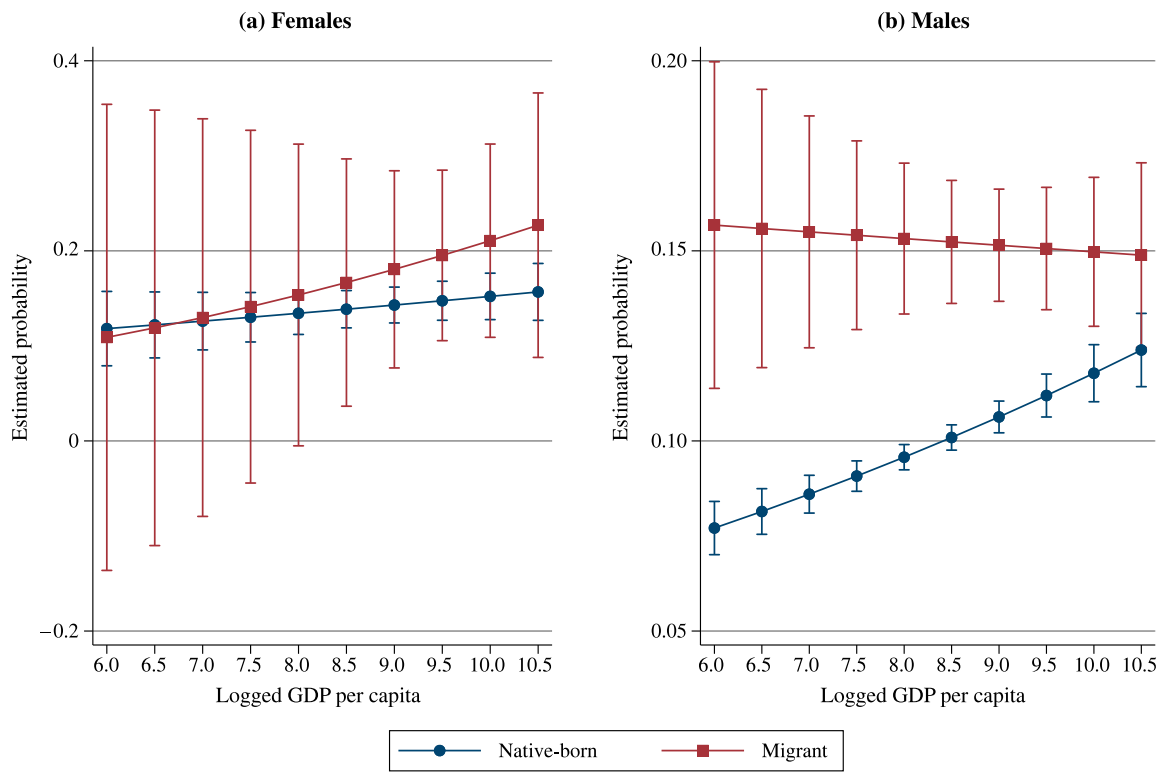 (a) Females
Estimated probability
0.4
0.2
0
−0.2
6.0 6.5 7.0 7.5 8.0 8.5 9.0 9.5 10.0 10.5
Logged GDP per capita
(b) Males
Estimated probability
0.20
0.15
0.10
0.05
6.0 6.5 7.0 7.5 8.0 8.5 9.0 9.5 10.0 10.5
Logged GDP per capita
Native-born Migrant